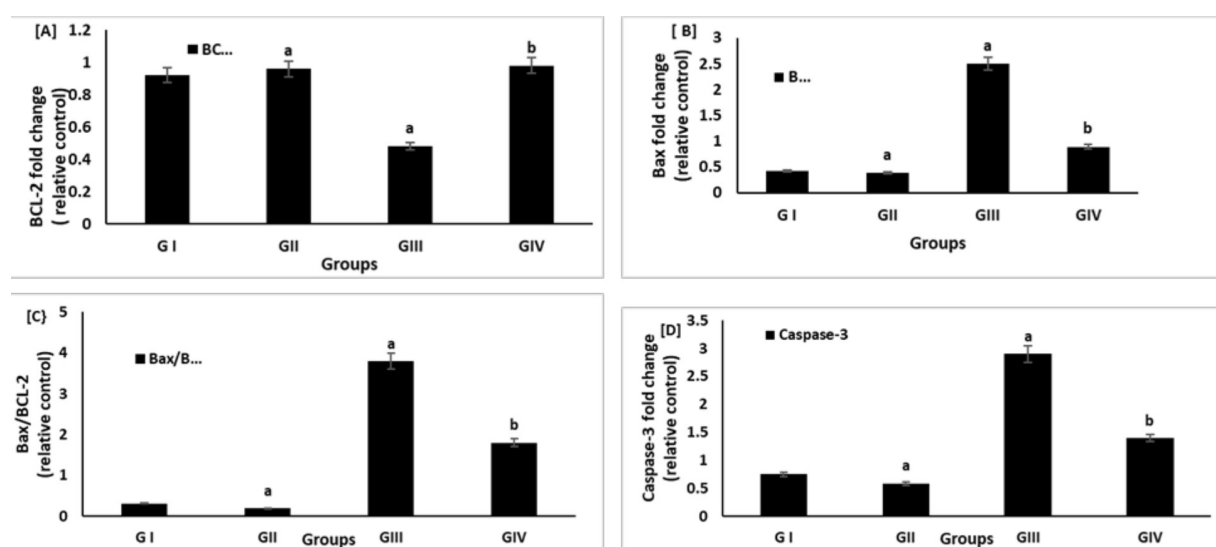 [A]
1.2
1
0.8
0.6
0.4
0.2
0
BCL-2 fold change
( relative control)
BC...
a
a
b
G I GII GIII GIV
Groups
[ B]
3
2.5
2
1.5
1
0.5
0
Bax fold change
(relative control)
B...
a
a
b
G I GII GIII GIV
Groups
[C}
5
4
3
2
1
0
Bax/BCL-2
(relative control)
Bax/B...
a
a
b
G I GII Groups GIII GIV
[D]
3.5
3
2.5
2
1.5
1
0.5
0
Caspase-3 fold change
(relative control)
Caspase-3
a
a
b
G I GII Groups GIII GIV